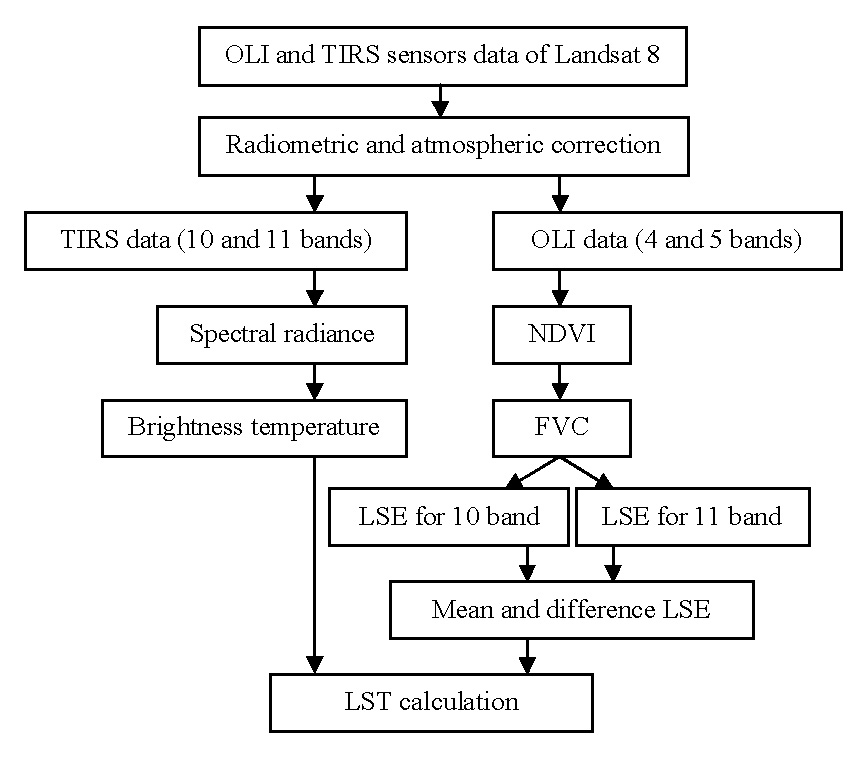 OLI and TIRS sensors data of Landsat 8
Radiometric and atmospheric correction
TIRS data (10 and 11 bands)
OLI data (4 and 5 bands)
Spectral radiance
NDVI
Brightness temperature
FVC
LSE for 10 band
LSE for 11 band
Mean and difference LSE
LST calculation